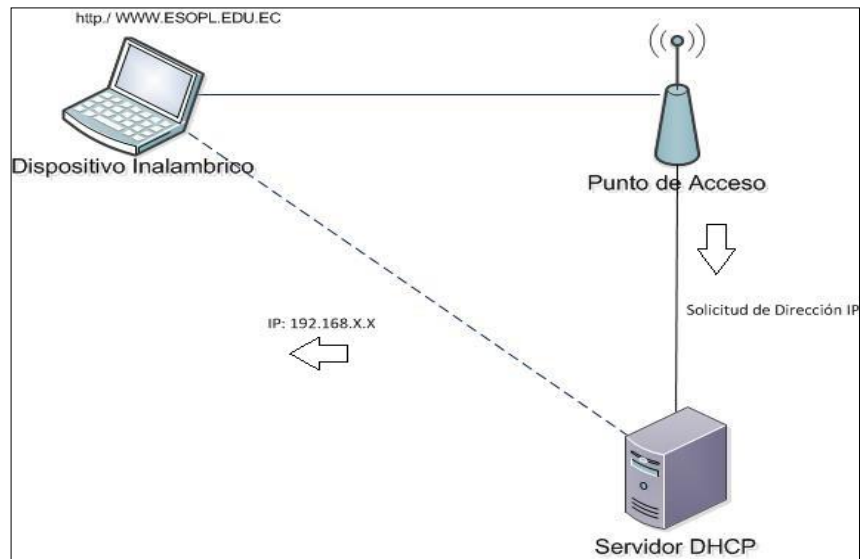 http./ WWW.ESOPL.EDU.EC
Dispositivo Inalambrico
Punto de Acceso
Solicitud de Dirección IP
IP: 192.168.X.X
Servidor DHCP